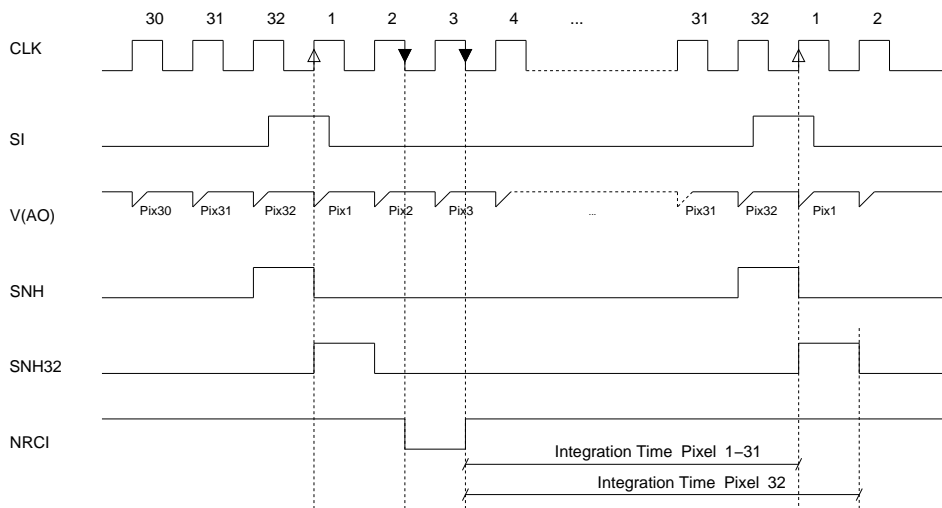 30 31 32 1 2 3 4 ... 31 32 1 2
CLK
SI
V(AO)
Pix30 Pix31 Pix32 Pix1 Pix2 Pix3 ... Pix31 Pix32 Pix1
SNH
SNH32
NRCI
Integration Time Pixel 1–31
Integration Time Pixel 32